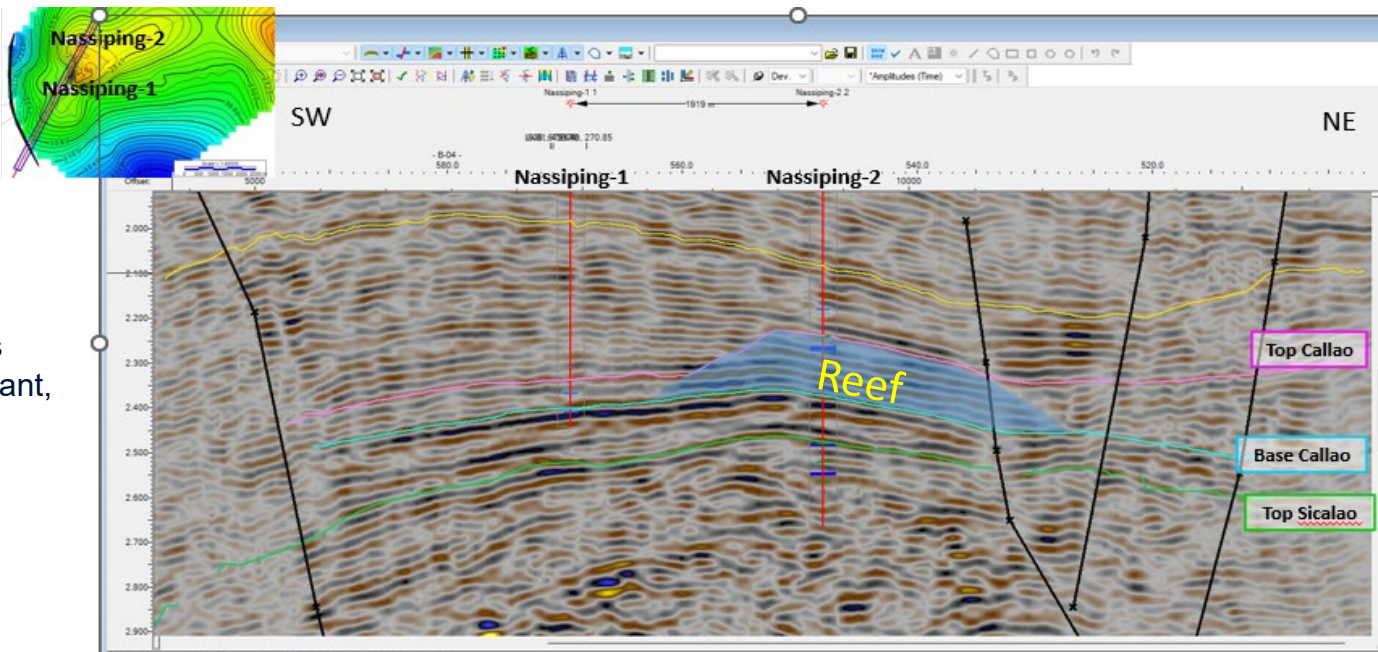 Nassiping-2
Nassiping-1
Dev.
*Amplitudes (Time)
Nassiping-1 1
1919 m
Nassiping-2 2
SW
NE
270.85
- B-04 -
580.0
560.0
540.0
520.0
Nassiping-1
Nassiping-2
Offset:
5000
10000
2.000
2.100
2.200
2.300
2.400
2.500
2.600
2.700
2.800
2.900
s
ant,
Reef
Top Callao
Base Callao
Top Sicalao